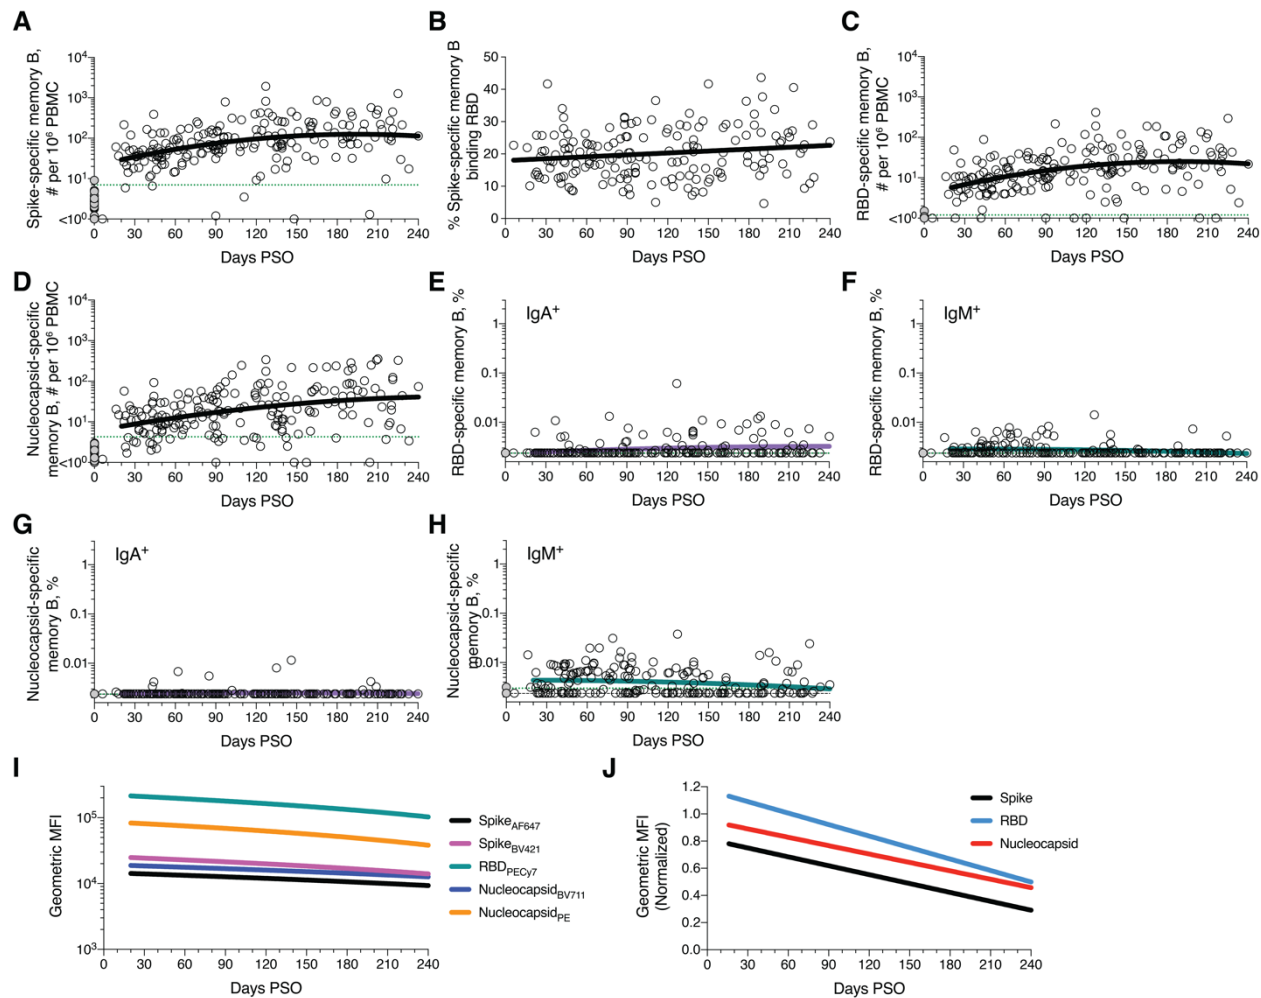 A
Spike-specific memory B,
# per 10⁶ PBMC
10⁴
10³
10²
10¹
<10⁰
0 30 60 90 120 150 180 210 240
Days PSO
B
% Spike-specific memory B
binding RBD
50
40
30
20
10
0
0 30 60 90 120 150 180 210 240
Days PSO
C
RBD-specific memory B,
# per 10⁶ PBMC
10⁴
10³
10²
10¹
<10⁰
0 30 60 90 120 150 180 210 240
Days PSO
D
Nucleocapsid-specific
memory B, # per 10⁶ PBMC
10⁴
10³
10²
10¹
<10⁰
0 30 60 90 120 150 180 210 240
Days PSO
E
RBD-specific memory B, %
IgA⁺
1
0.1
0.01
0 30 60 90 120 150 180 210 240
Days PSO
F
RBD-specific memory B, %
IgM⁺
1
0.1
0.01
0 30 60 90 120 150 180 210 240
Days PSO
G
Nucleocapsid-specific
memory B, %
IgA⁺
1
0.1
0.01
0 30 60 90 120 150 180 210 240
Days PSO
H
Nucleocapsid-specific
memory B, %
IgM⁺
1
0.1
0.01
0 30 60 90 120 150 180 210 240
Days PSO
I
Geometric MFI
10⁵
10⁴
10³
0 30 60 90 120 150 180 210 240
Days PSO
Spike AF647
Spike BV421
RBD PECy7
Nucleocapsid BV711
Nucleocapsid PE
J
Geometric MFI
(Normalized)
1.2
1.0
0.8
0.6
0.4
0.2
0.0
0 30 60 90 120 150 180 210 240
Days PSO
Spike
RBD
Nucleocapsid